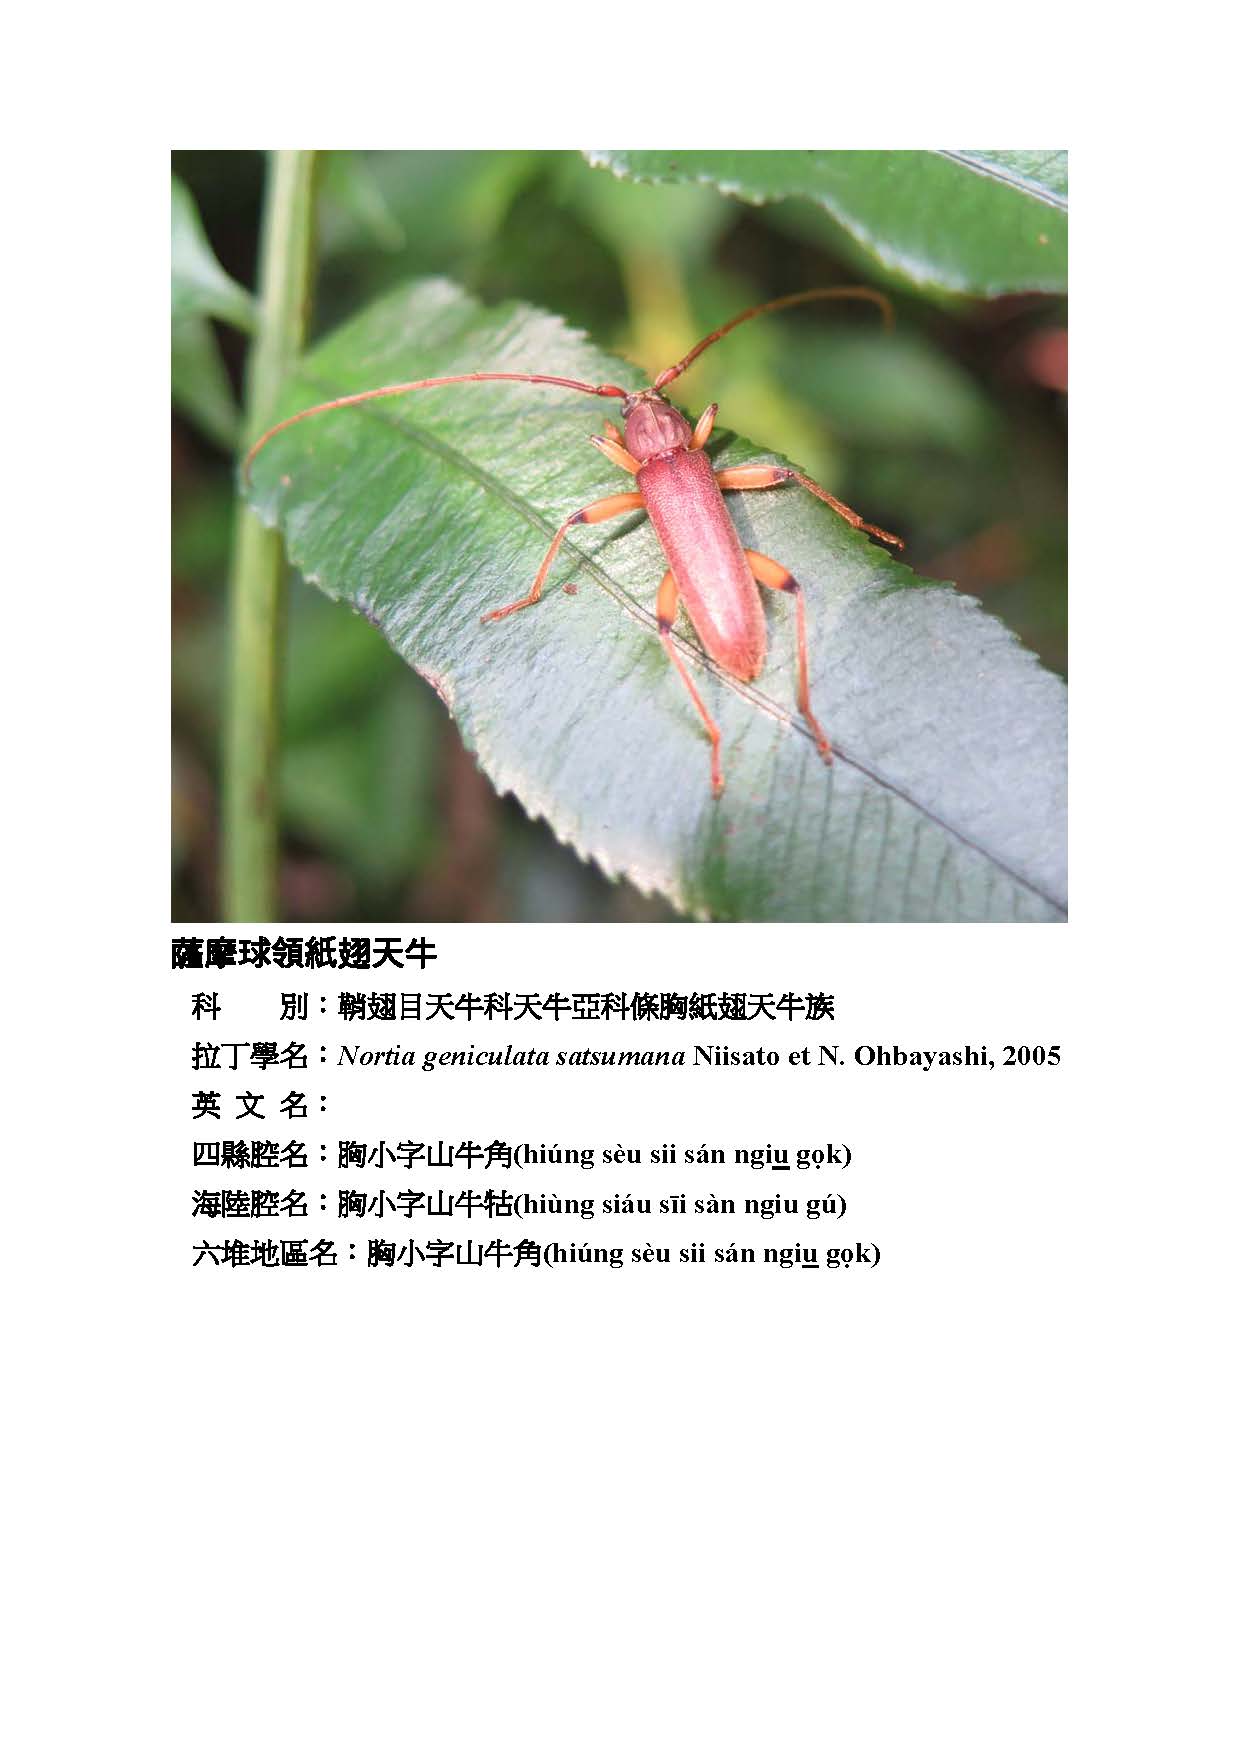 薩摩球領紙翅天牛
科　　別：鞘翅目天牛科天牛亞科條胸紙翅天牛族
拉丁學名：Nortia geniculata satsumana Niisato et N. Ohbayashi, 2005
英 文 名：
四縣腔名：胸小字山牛角(hiúng sèu sii sán ngiu gọk)
海陸腔名：胸小字山牛牯(hiùng siáu sīi sàn ngiu gú)
六堆地區名：胸小字山牛角(hiúng sèu sii sán ngiu gọk)